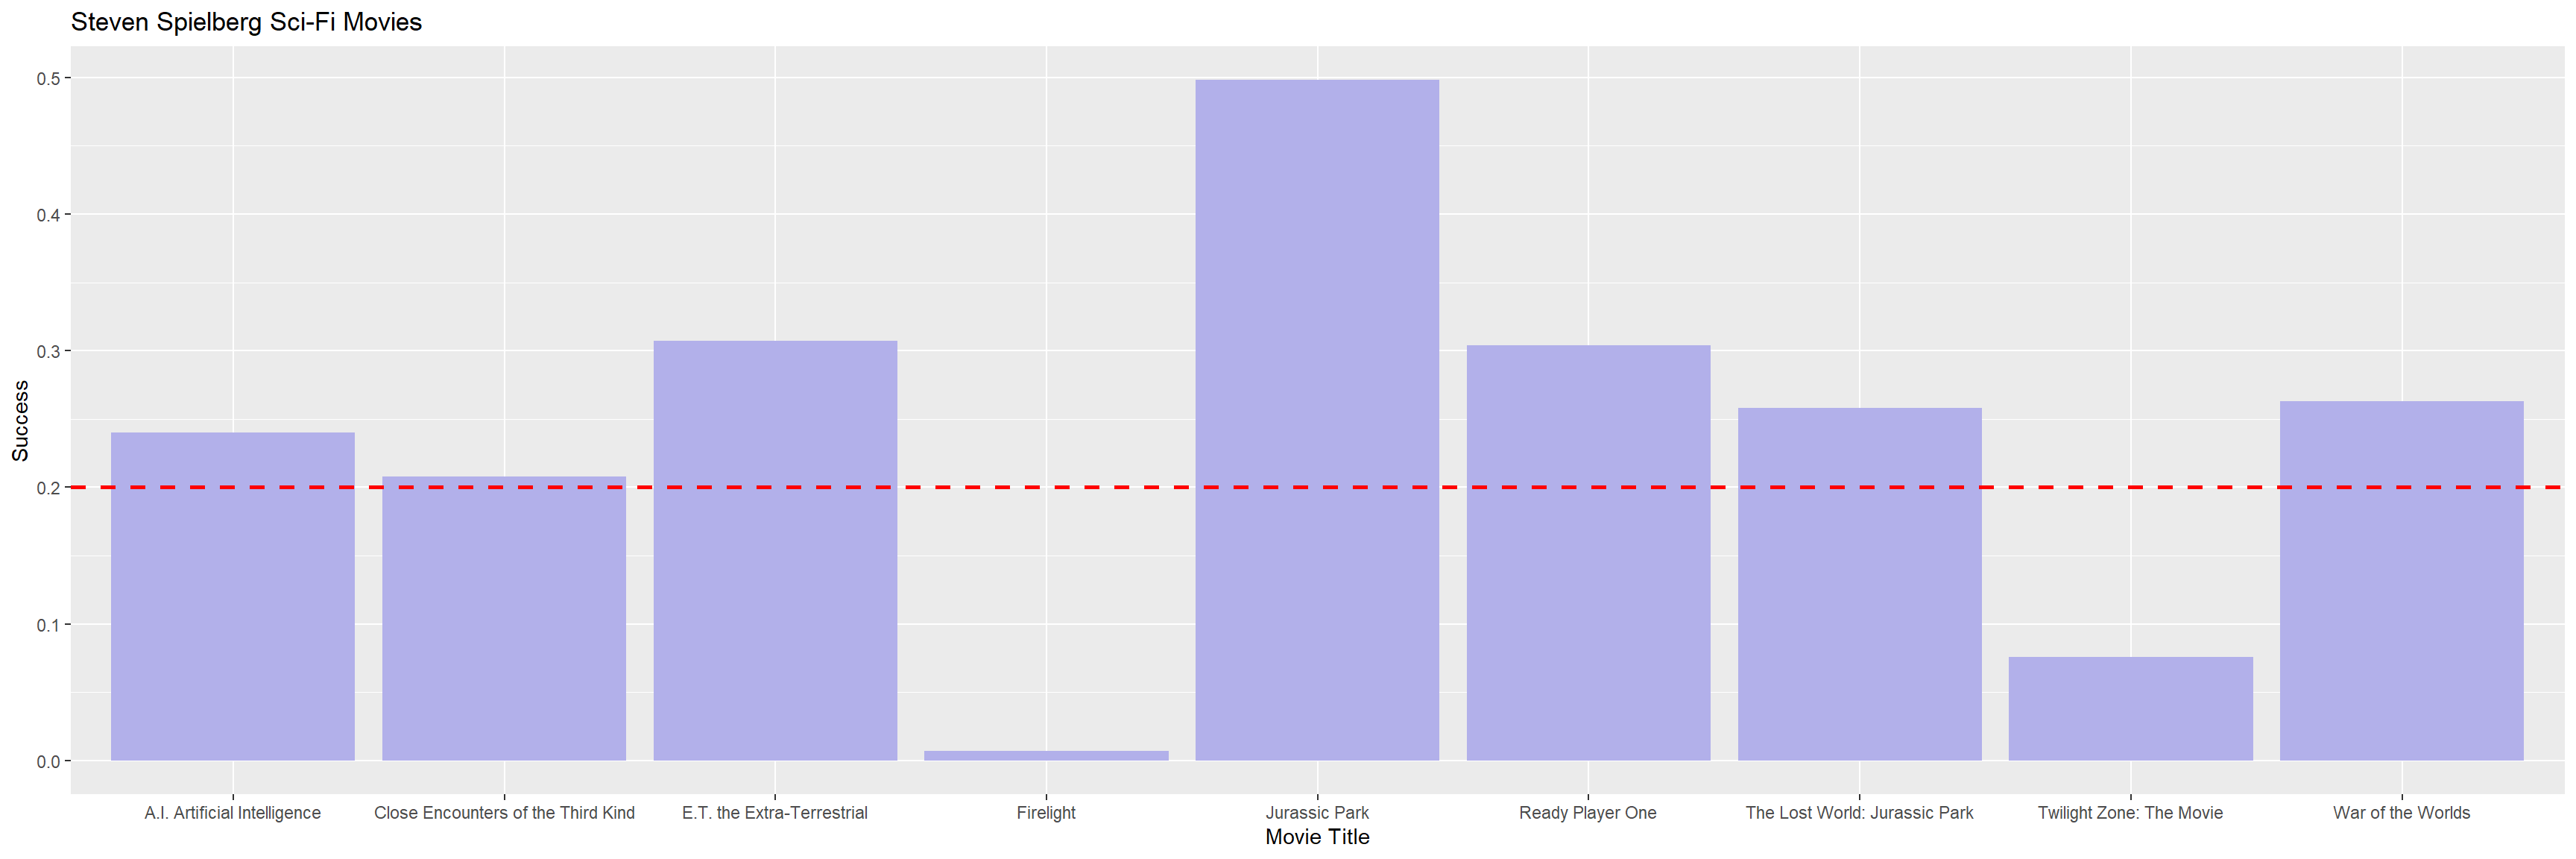 Steven Spielberg Sci-Fi Movies
0.5
0.4
0.3
0.2
0.1
0.0
Success
A.I. Artificial Intelligence
Close Encounters of the Third Kind
E.T. the Extra-Terrestrial
Firelight
Jurassic Park
Ready Player One
The Lost World: Jurassic Park
Twilight Zone: The Movie
War of the Worlds
Movie Title